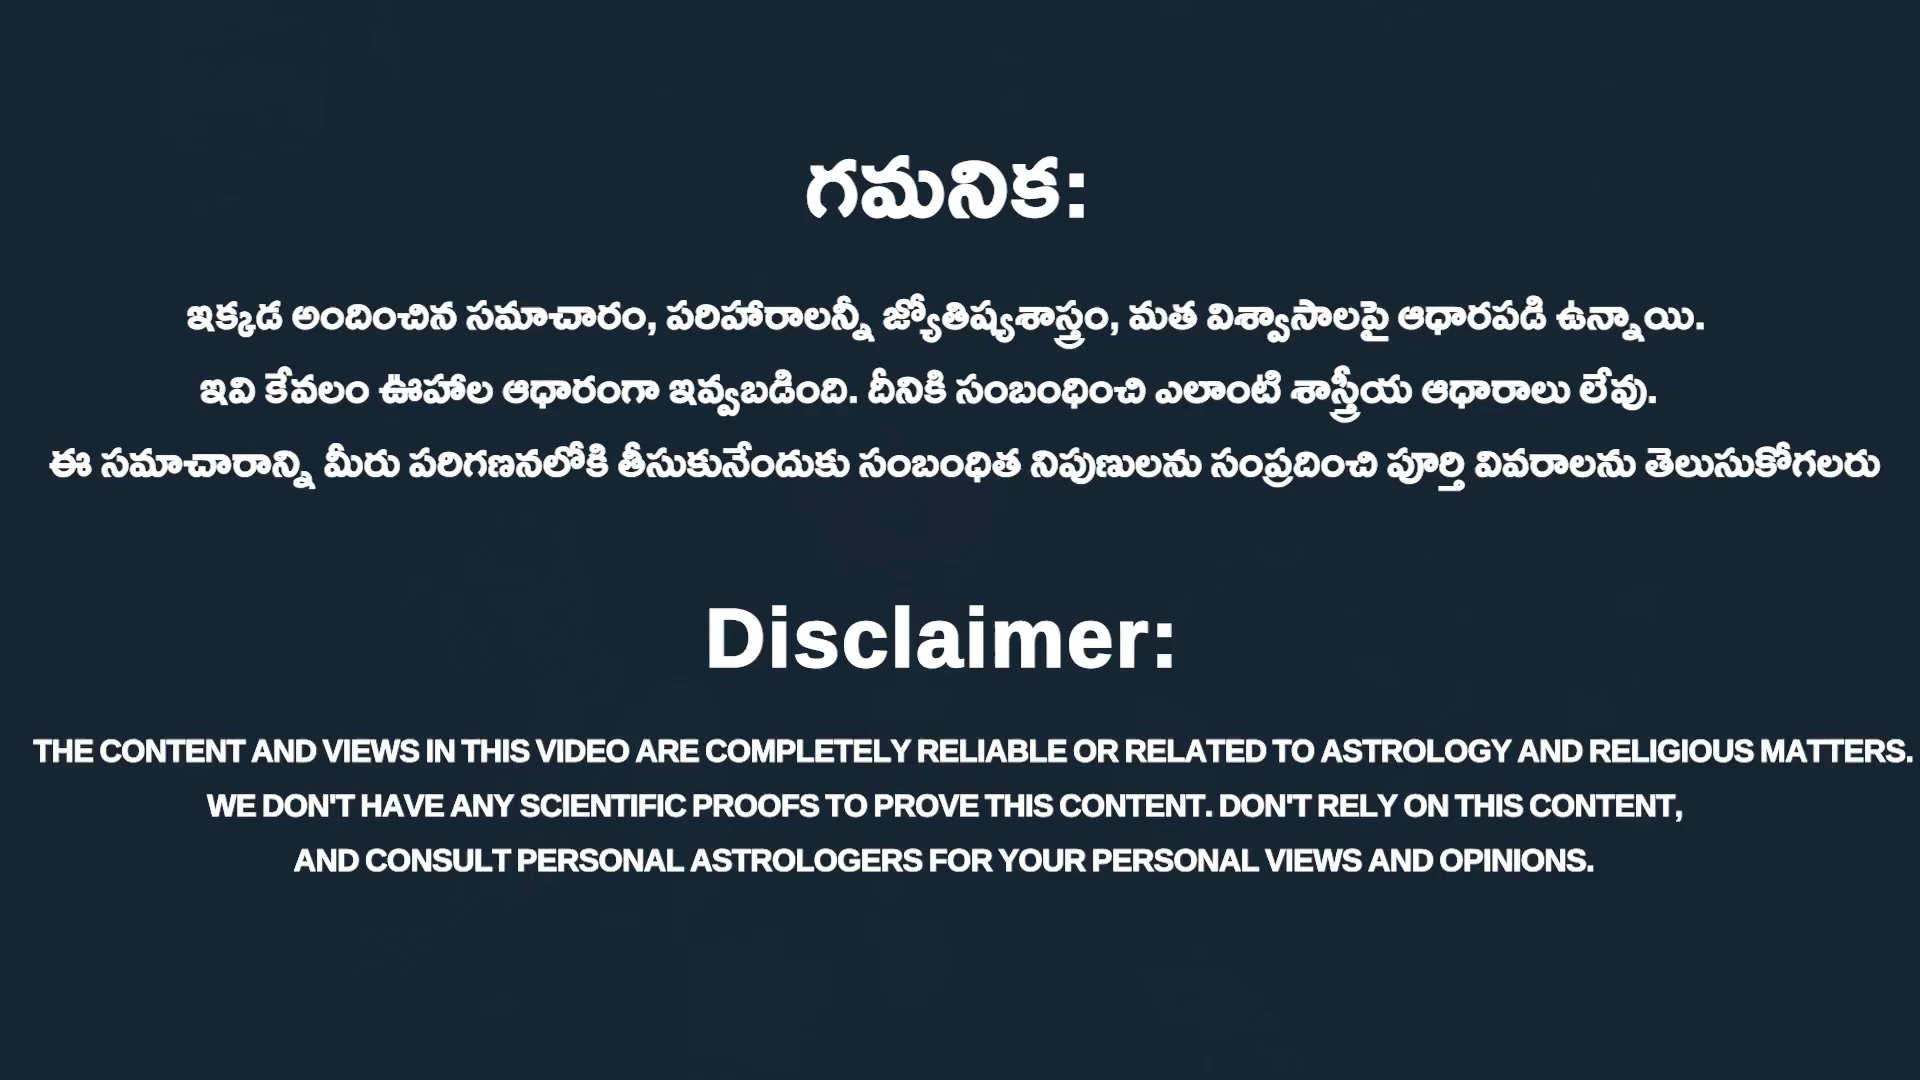 గమనిక:
ఇక్కడ అందించిన సమాచారం, పరిహారాలన్నీ జ్యోతిష్యశాస్త్రం, మత విశ్వాసాలపై ఆధారపడి ఉన్నాయి.
ఇవి కేవలం ఊహాల ఆధారంగా ఇవ్వబడింది. దీనికి సంబంధించి ఎలాంటి శాస్త్రీయ ఆధారాలు లేవు.
ఈ సమాచారాన్ని మీరు పరిగణనలోకి తీసుకునేందుకు సంబంధిత నిపుణులను సంప్రదించి పూర్తి వివరాలను తెలుసుకోగలరు
Disclaimer:
THE CONTENT AND VIEWS IN THIS VIDEO ARE COMPLETELY RELIABLE OR RELATED TO ASTROLOGY AND RELIGIOUS MATTERS.
WE DON'T HAVE ANY SCIENTIFIC PROOFS TO PROVE THIS CONTENT. DON'T RELY ON THIS CONTENT,
AND CONSULT PERSONAL ASTROLOGERS FOR YOUR PERSONAL VIEWS AND OPINIONS.